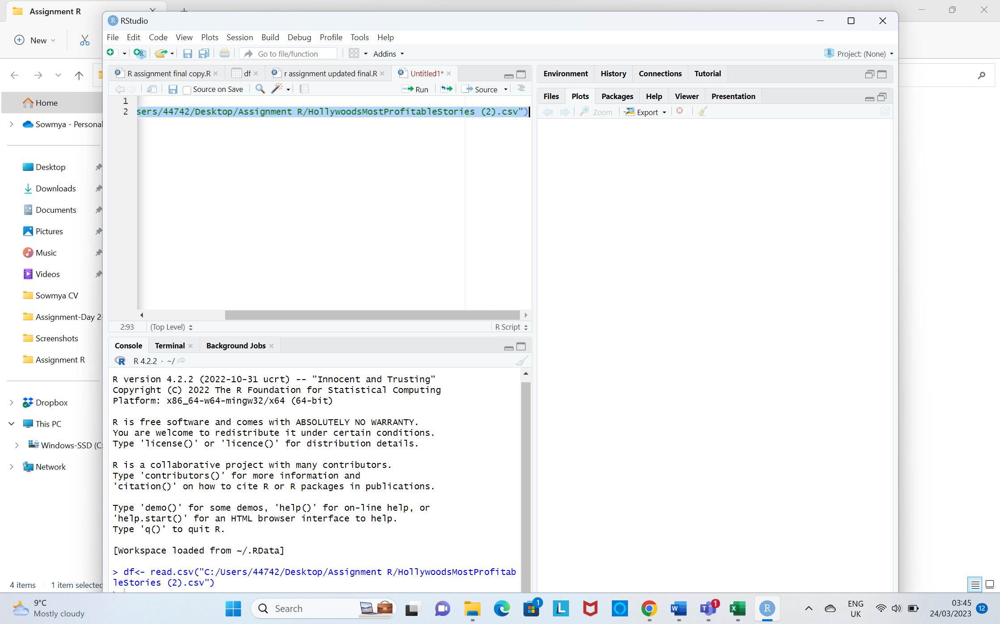 Assignment R
New
Home
Sowmya - Personal
Desktop
Downloads
Documents
Pictures
Music
Videos
Sowmya CV
Assignment-Day 2-
Screenshots
Assignment R
Dropbox
This PC
Windows-SSD (C:
Network
4 items 1 item selected
RStudio
File Edit Code View Plots Session Build Debug Profile Tools Help
Go to file/function Addins Project: (None)
R assignment final copy.R df r assignment updated final.R Untitled1*
Source on Save Run Source
1
2 sers/44742/Desktop/Assignment R/HollywoodsMostProfitableStories (2).csv")
2:93 (Top Level) R Script
Console Terminal Background Jobs
R 4.2.2 · ~/
R version 4.2.2 (2022-10-31 ucrt) -- "Innocent and Trusting"
Copyright (C) 2022 The R Foundation for Statistical Computing
Platform: x86_64-w64-mingw32/x64 (64-bit)
R is free software and comes with ABSOLUTELY NO WARRANTY.
You are welcome to redistribute it under certain conditions.
Type 'license()' or 'licence()' for distribution details.
R is a collaborative project with many contributors.
Type 'contributors()' for more information and
'citation()' on how to cite R or R packages in publications.
Type 'demo()' for some demos, 'help()' for on-line help, or
'help.start()' for an HTML browser interface to help.
Type 'q()' to quit R.
[Workspace loaded from ~/.RData]
> df<- read.csv("C:/Users/44742/Desktop/Assignment R/HollywoodsMostProfitab
leStories (2).csv")
Environment History Connections Tutorial
Files Plots Packages Help Viewer Presentation
Zoom Export
9°C
Mostly cloudy
Search
1
L
W
T 1
X
R
ENG
UK
03:45
24/03/2023
12